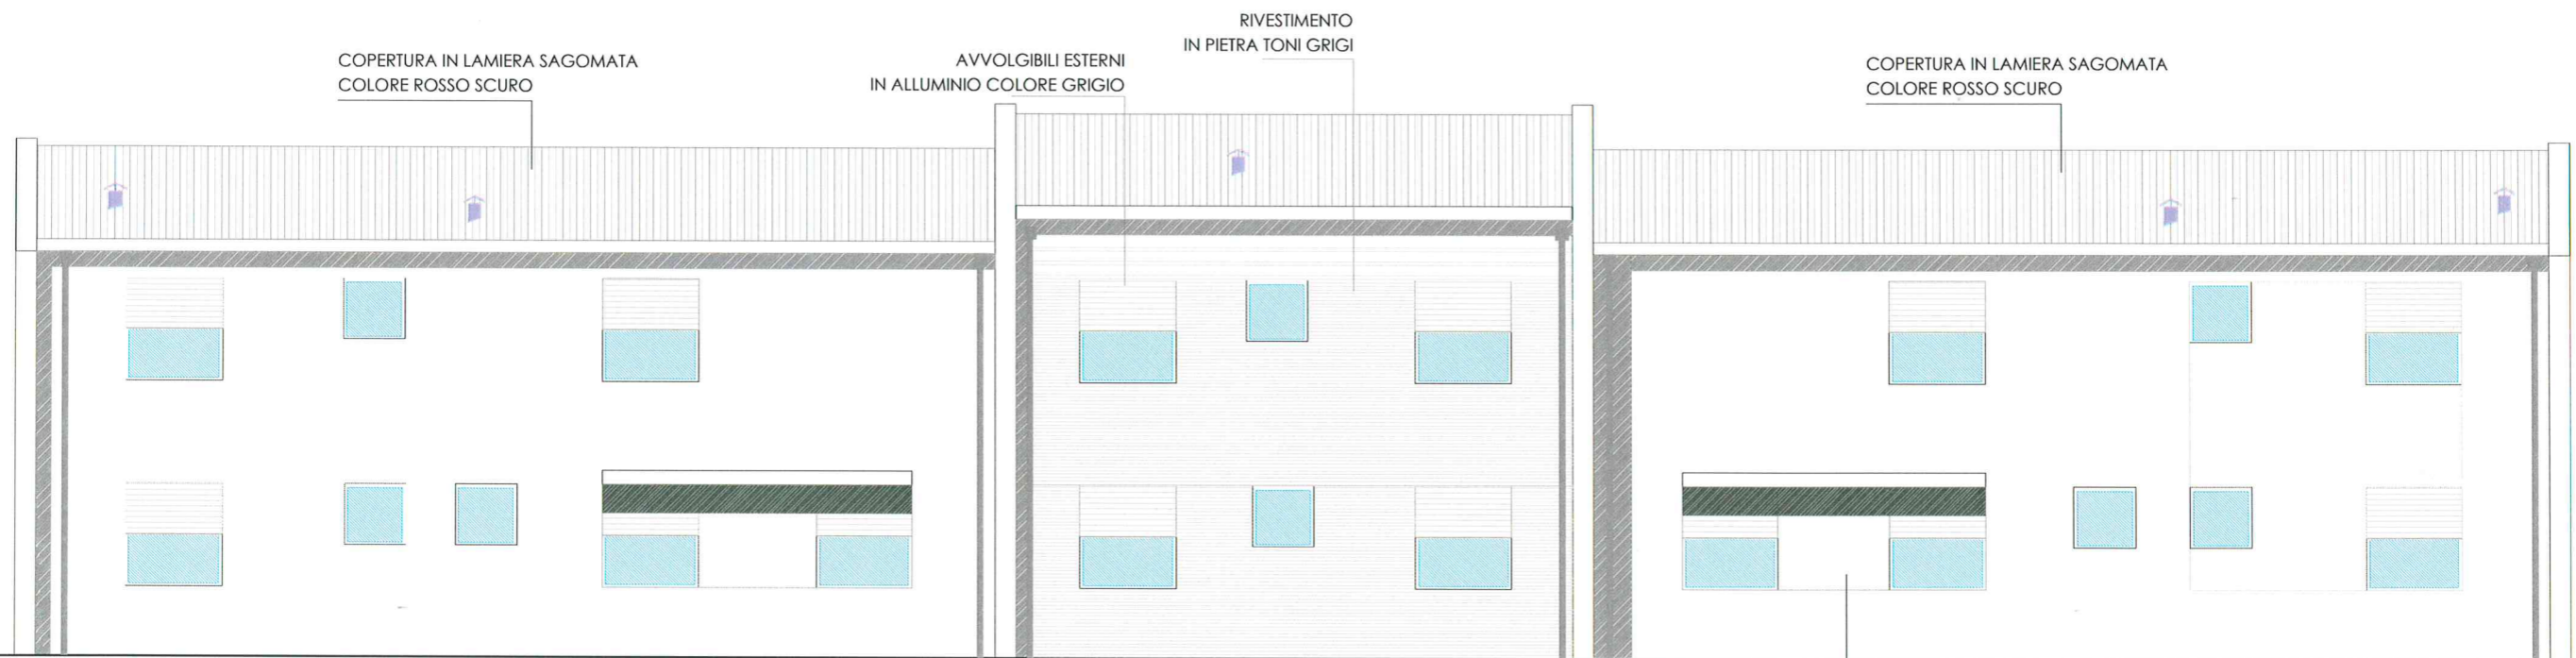 COPERTURA IN LAMIERA SAGOMATA
COLORE ROSSO SCURO
AVVOLGIBILI ESTERNI
IN ALLUMINIO COLORE GRIGIO
RIVESTIMENTO
IN PIETRA TONI GRIGI
COPERTURA IN LAMIERA SAGOMATA
COLORE ROSSO SCURO